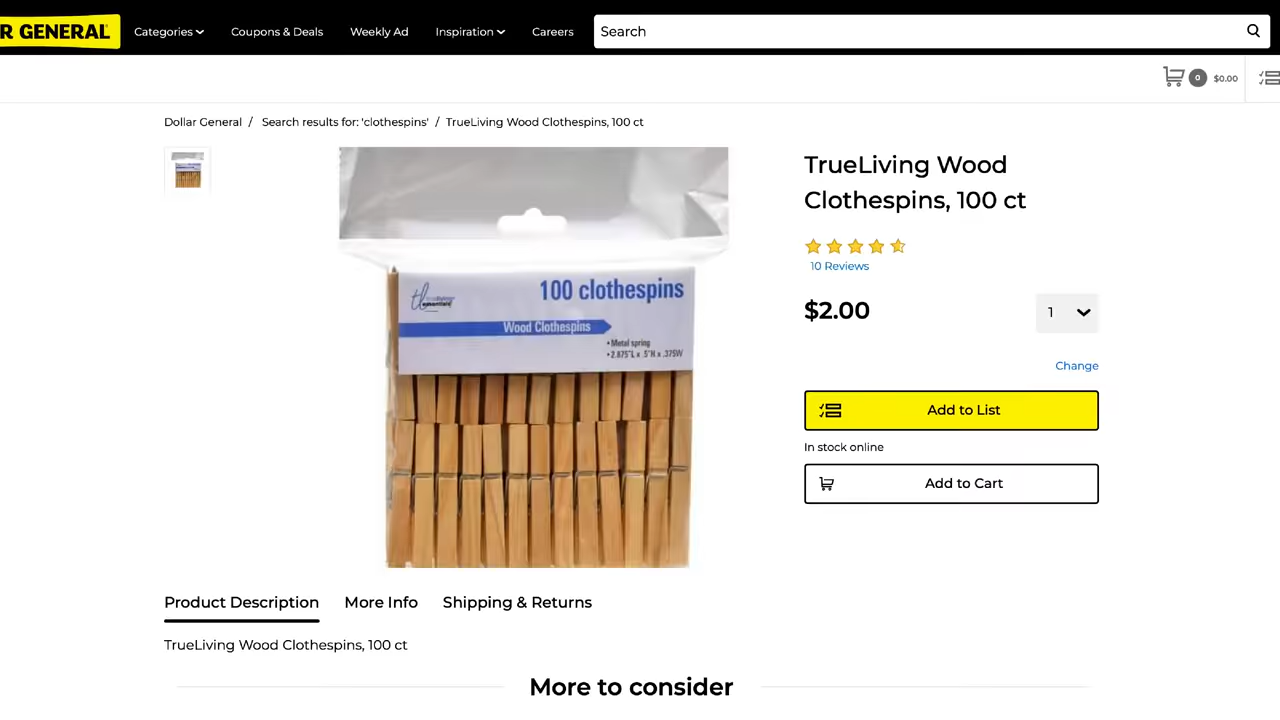 R GENERAL
Categories
Coupons & Deals
Weekly Ad
Inspiration
Careers
Search
0
$0.00
Dollar General / Search results for: 'clothespins' / TrueLiving Wood Clothespins, 100 ct
TrueLiving Wood
Clothespins, 100 ct
10 Reviews
$2.00
1
Change
Add to List
In stock online
Add to Cart
100 clothespins
Wood Clothespins
• Metal spring
• 2.875"L x .5"H x .375W
Product Description
More Info
Shipping & Returns
TrueLiving Wood Clothespins, 100 ct
More to consider